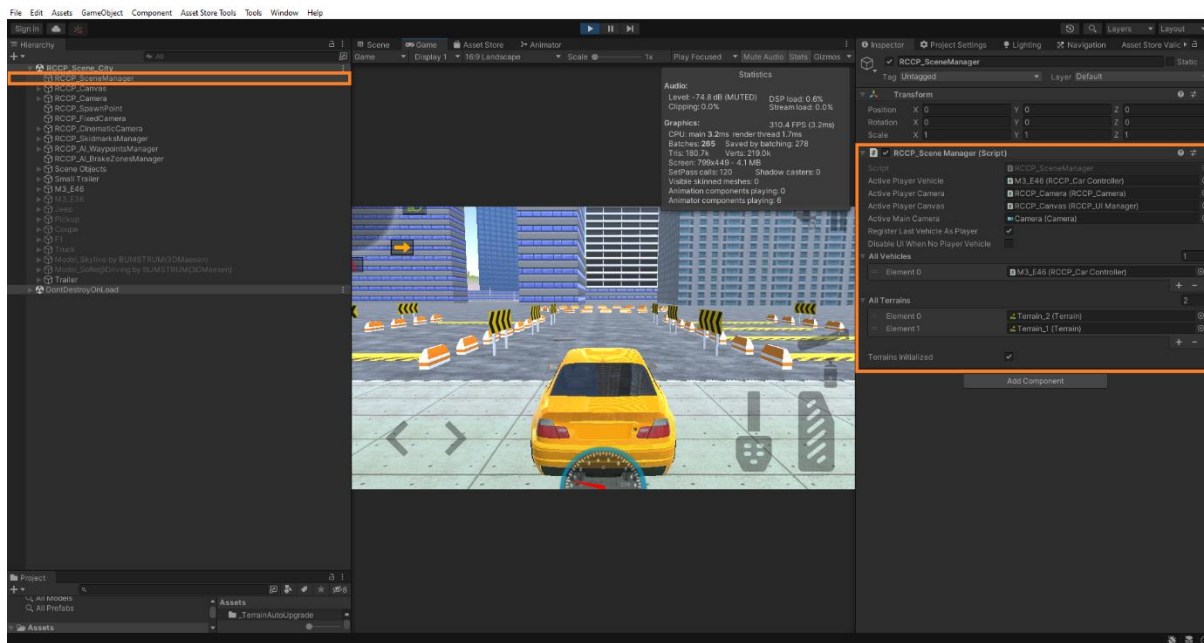 File Edit Assets GameObject Component Asset Store Tools Tools Window Help
Sign in
Layers
Layout
Hierarchy
All
RCCP_Scene_City
RCCP_SceneManager
RCCP_Canvas
RCCP_Camera
RCCP_SpawnPoint
RCCP_FixedCamera
RCCP_CinematicCamera
RCCP_SkidmarksManager
RCCP_AI_WaypointsManager
RCCP_AI_BrakeZonesManager
Scene Objects
Small Trailer
M3_E46
M3_E36
Jeep
Pickup
Coupe
F1
Truck
Model_Skyline by BUMSTRUM(3DMaesen)
Trailer
DontDestroyOnLoad
Scene Game Asset Store Animator
Game Display 1 16:9 Landscape Scale 1x Play Focused Mute Audio Stats Gizmos
Statistics
Audio:
Level: -74.8 dB (MUTED) DSP load: 0.6%
Clipping: 0.0% Stream load: 0.0%
Graphics: 310.4 FPS (3.2ms)
CPU: main 3.2ms render thread 1.7ms
Batches: 265 Saved by batching: 278
Tris: 180.7k Verts: 219.0k
Screen: 799x449 - 4.1 MB
SetPass calls: 120 Shadow casters: 0
Visible skinned meshes: 0
Animation components playing: 0
Animator components playing: 6
Inspector Project Settings Lighting Navigation Asset Store Valic
RCCP_SceneManager Static
Tag Untagged Layer Default
Transform
Position X 0 Y 0 Z 0
Rotation X 0 Y 0 Z 0
Scale X 1 Y 1 Z 1
RCCP_Scene Manager (Script)
Script RCCP_SceneManager
Active Player Vehicle M3_E46 (RCCP_Car Controller)
Active Player Camera RCCP_Camera (RCCP_Camera)
Active Player Canvas RCCP_Canvas (RCCP_UI Manager)
Active Main Camera Camera (Camera)
Register Last Vehicle As Player
Disable UI When No Player Vehicle
All Vehicles 1
Element 0 M3_E46 (RCCP_Car Controller)
All Terrains 2
Element 0 Terrain_2 (Terrain)
Element 1 Terrain_1 (Terrain)
Terrains Initialized
Add Component
Project
All Models
All Prefabs
Assets
Assets
_TerrainAutoUpgrade